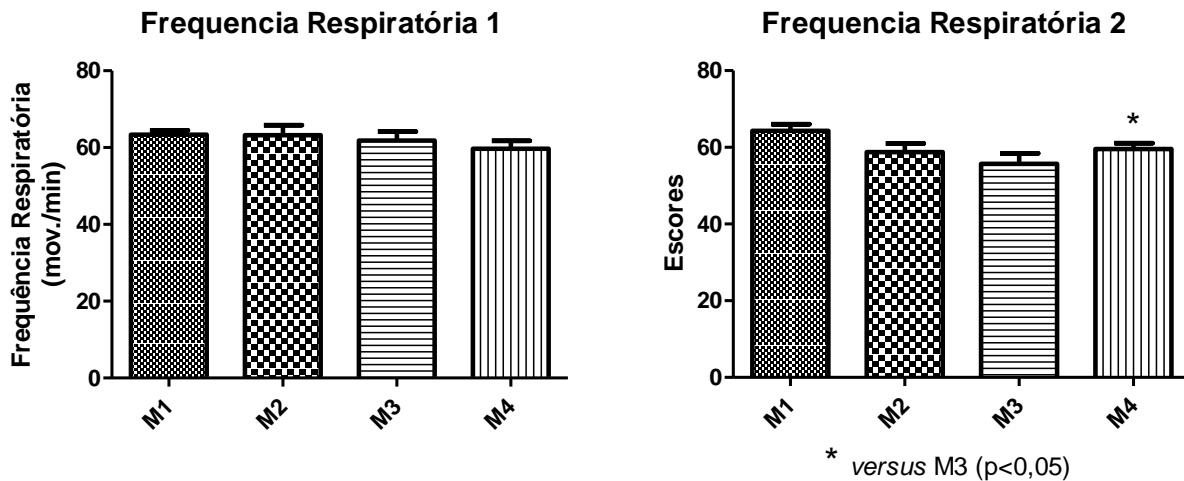 Frequencia Respiratória 1
Frequência Respiratória
(mov./min)
80
60
40
20
0
M1
M2
M3
M4
Frequencia Respiratória 2
Escores
80
60
40
20
0
*
M1
M2
M3
M4
* versus M3 (p<0,05)